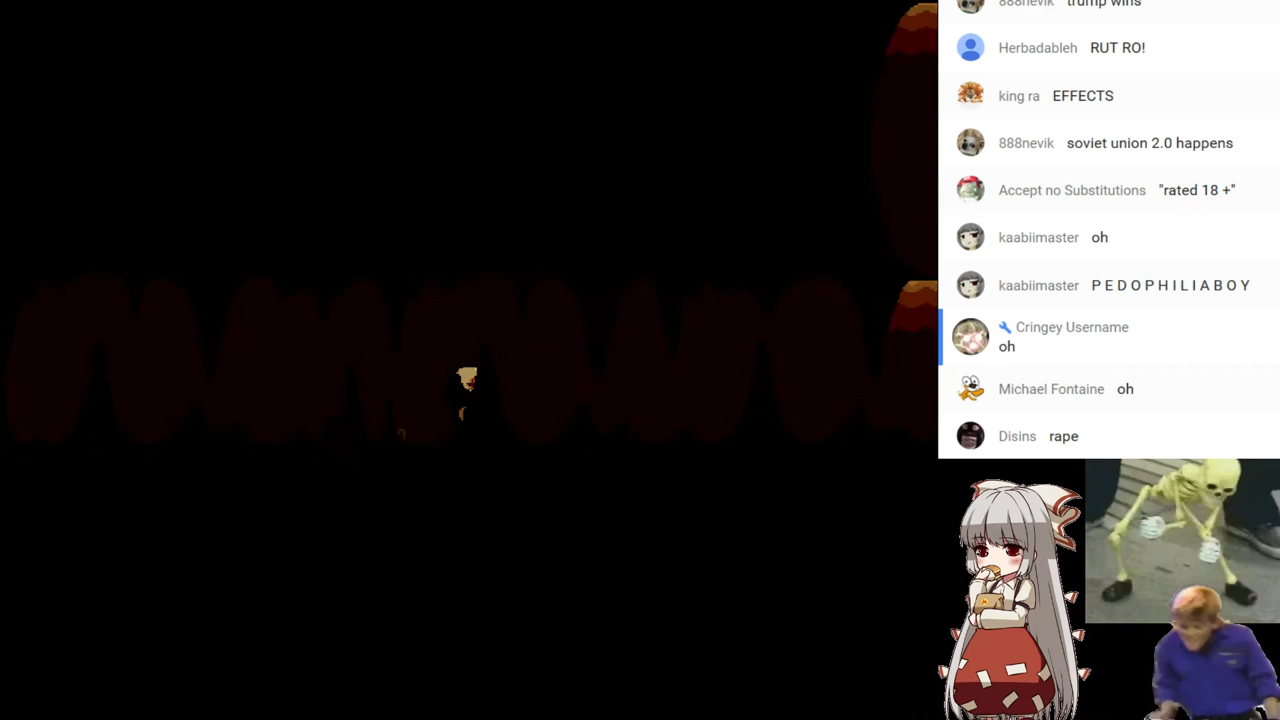 888nevik trump wins
Herbadableh RUT RO!
king ra EFFECTS
888nevik soviet union 2.0 happens
Accept no Substitutions "rated 18 +"
kaabiimaster oh
kaabiimaster P E D O P H I L I A B O Y
Cringey Username
oh
Michael Fontaine oh
Disins rape